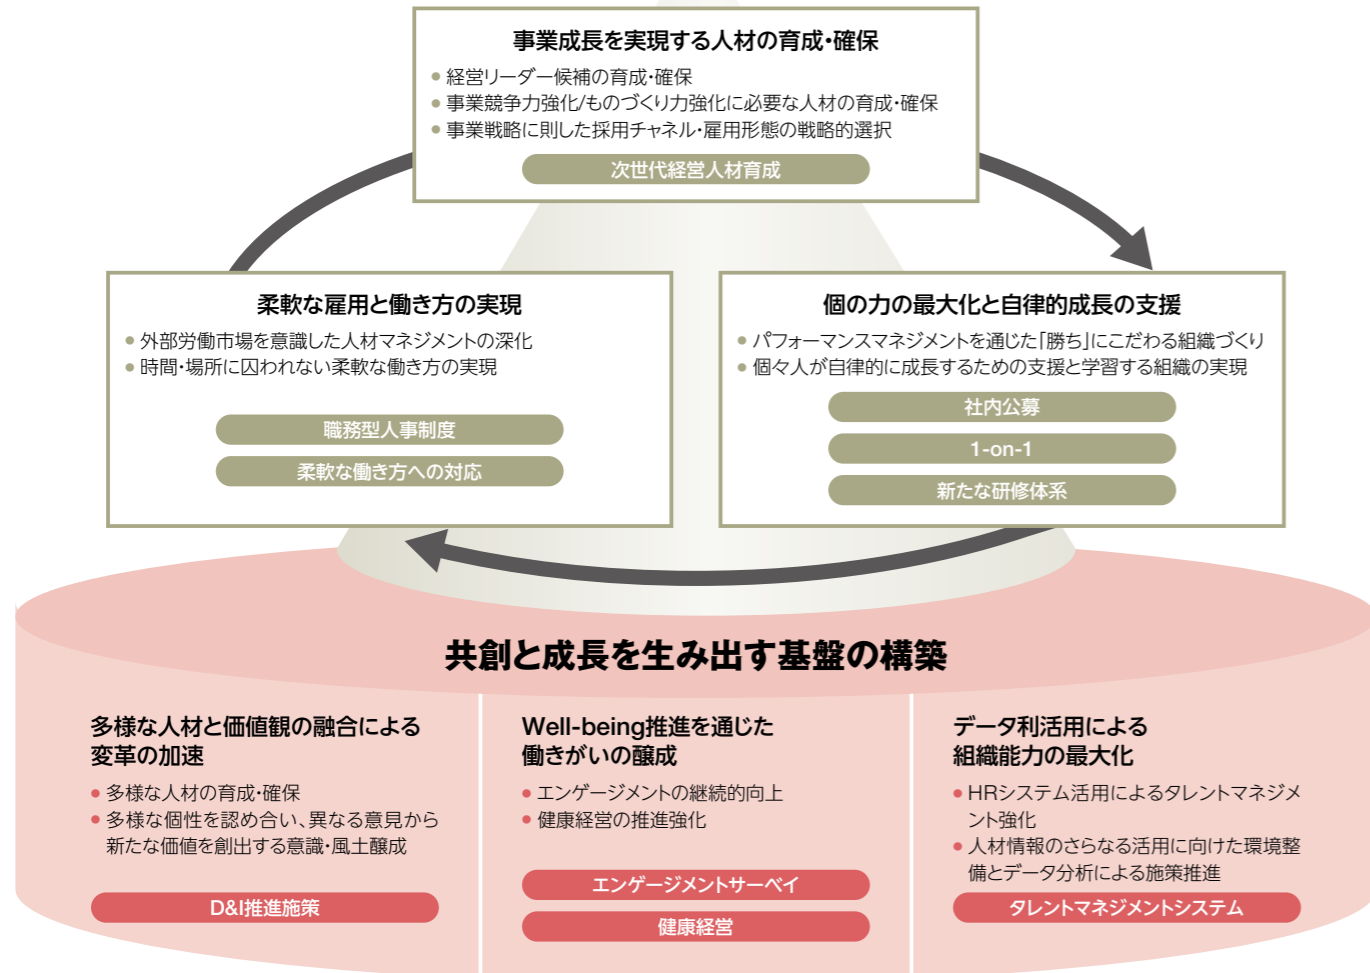 事業成長を実現する人材の育成・確保
● 経営リーダー候補の育成・確保
● 事業競争力強化/ものづくり力強化に必要な人材の育成・確保
● 事業戦略に則した採用チャネル・雇用形態の戦略的選択
次世代経営人材育成
柔軟な雇用と働き方の実現
● 外部労働市場を意識した人材マネジメントの深化
● 時間・場所に囚われない柔軟な働き方の実現
職務型人事制度
柔軟な働き方への対応
個の力の最大化と自律的成長の支援
● パフォーマンスマネジメントを通じた「勝ち」にこだわる組織づくり
● 個々人が自律的に成長するための支援と学習する組織の実現
社内公募
1-on-1
新たな研修体系
共創と成長を生み出す基盤の構築
多様な人材と価値観の融合による
変革の加速
● 多様な人材の育成・確保
● 多様な個性を認め合い、異なる意見から
新たな価値を創出する意識・風土醸成
D&I推進施策
Well-being推進を通じた
働きがいの醸成
● エンゲージメントの継続的向上
● 健康経営の推進強化
エンゲージメントサーベイ
健康経営
データ利活用による
組織能力の最大化
● HRシステム活用によるタレントマネジメ
ント強化
● 人材情報のさらなる活用に向けた環境整
備とデータ分析による施策推進
タレントマネジメントシステム